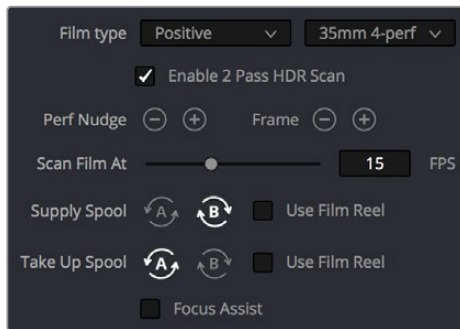 Film type Positive 35mm 4-perf
Enable 2 Pass HDR Scan
Perf Nudge Frame
Scan Film At 15 FPS
Supply Spool A B Use Film Reel
Take Up Spool A B Use Film Reel
Focus Assist